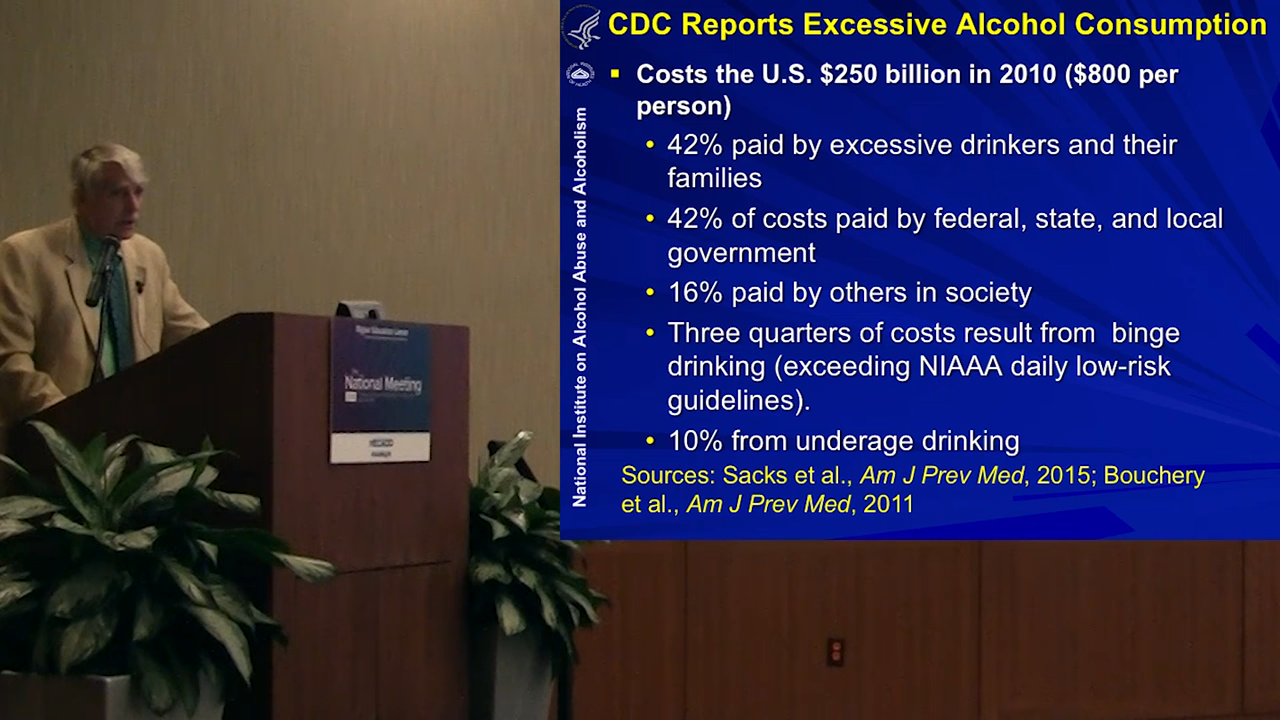 CDC Reports Excessive Alcohol Consumption
Costs the U.S. $250 billion in 2010 ($800 per
person)
• 42% paid by excessive drinkers and their
families
• 42% of costs paid by federal, state, and local
government
• 16% paid by others in society
• Three quarters of costs result from binge
drinking (exceeding NIAAA daily low-risk
guidelines).
• 10% from underage drinking
Sources: Sacks et al., Am J Prev Med, 2015; Bouchery
et al., Am J Prev Med, 2011
National Institute on Alcohol Abuse and Alcoholism
National Meeting